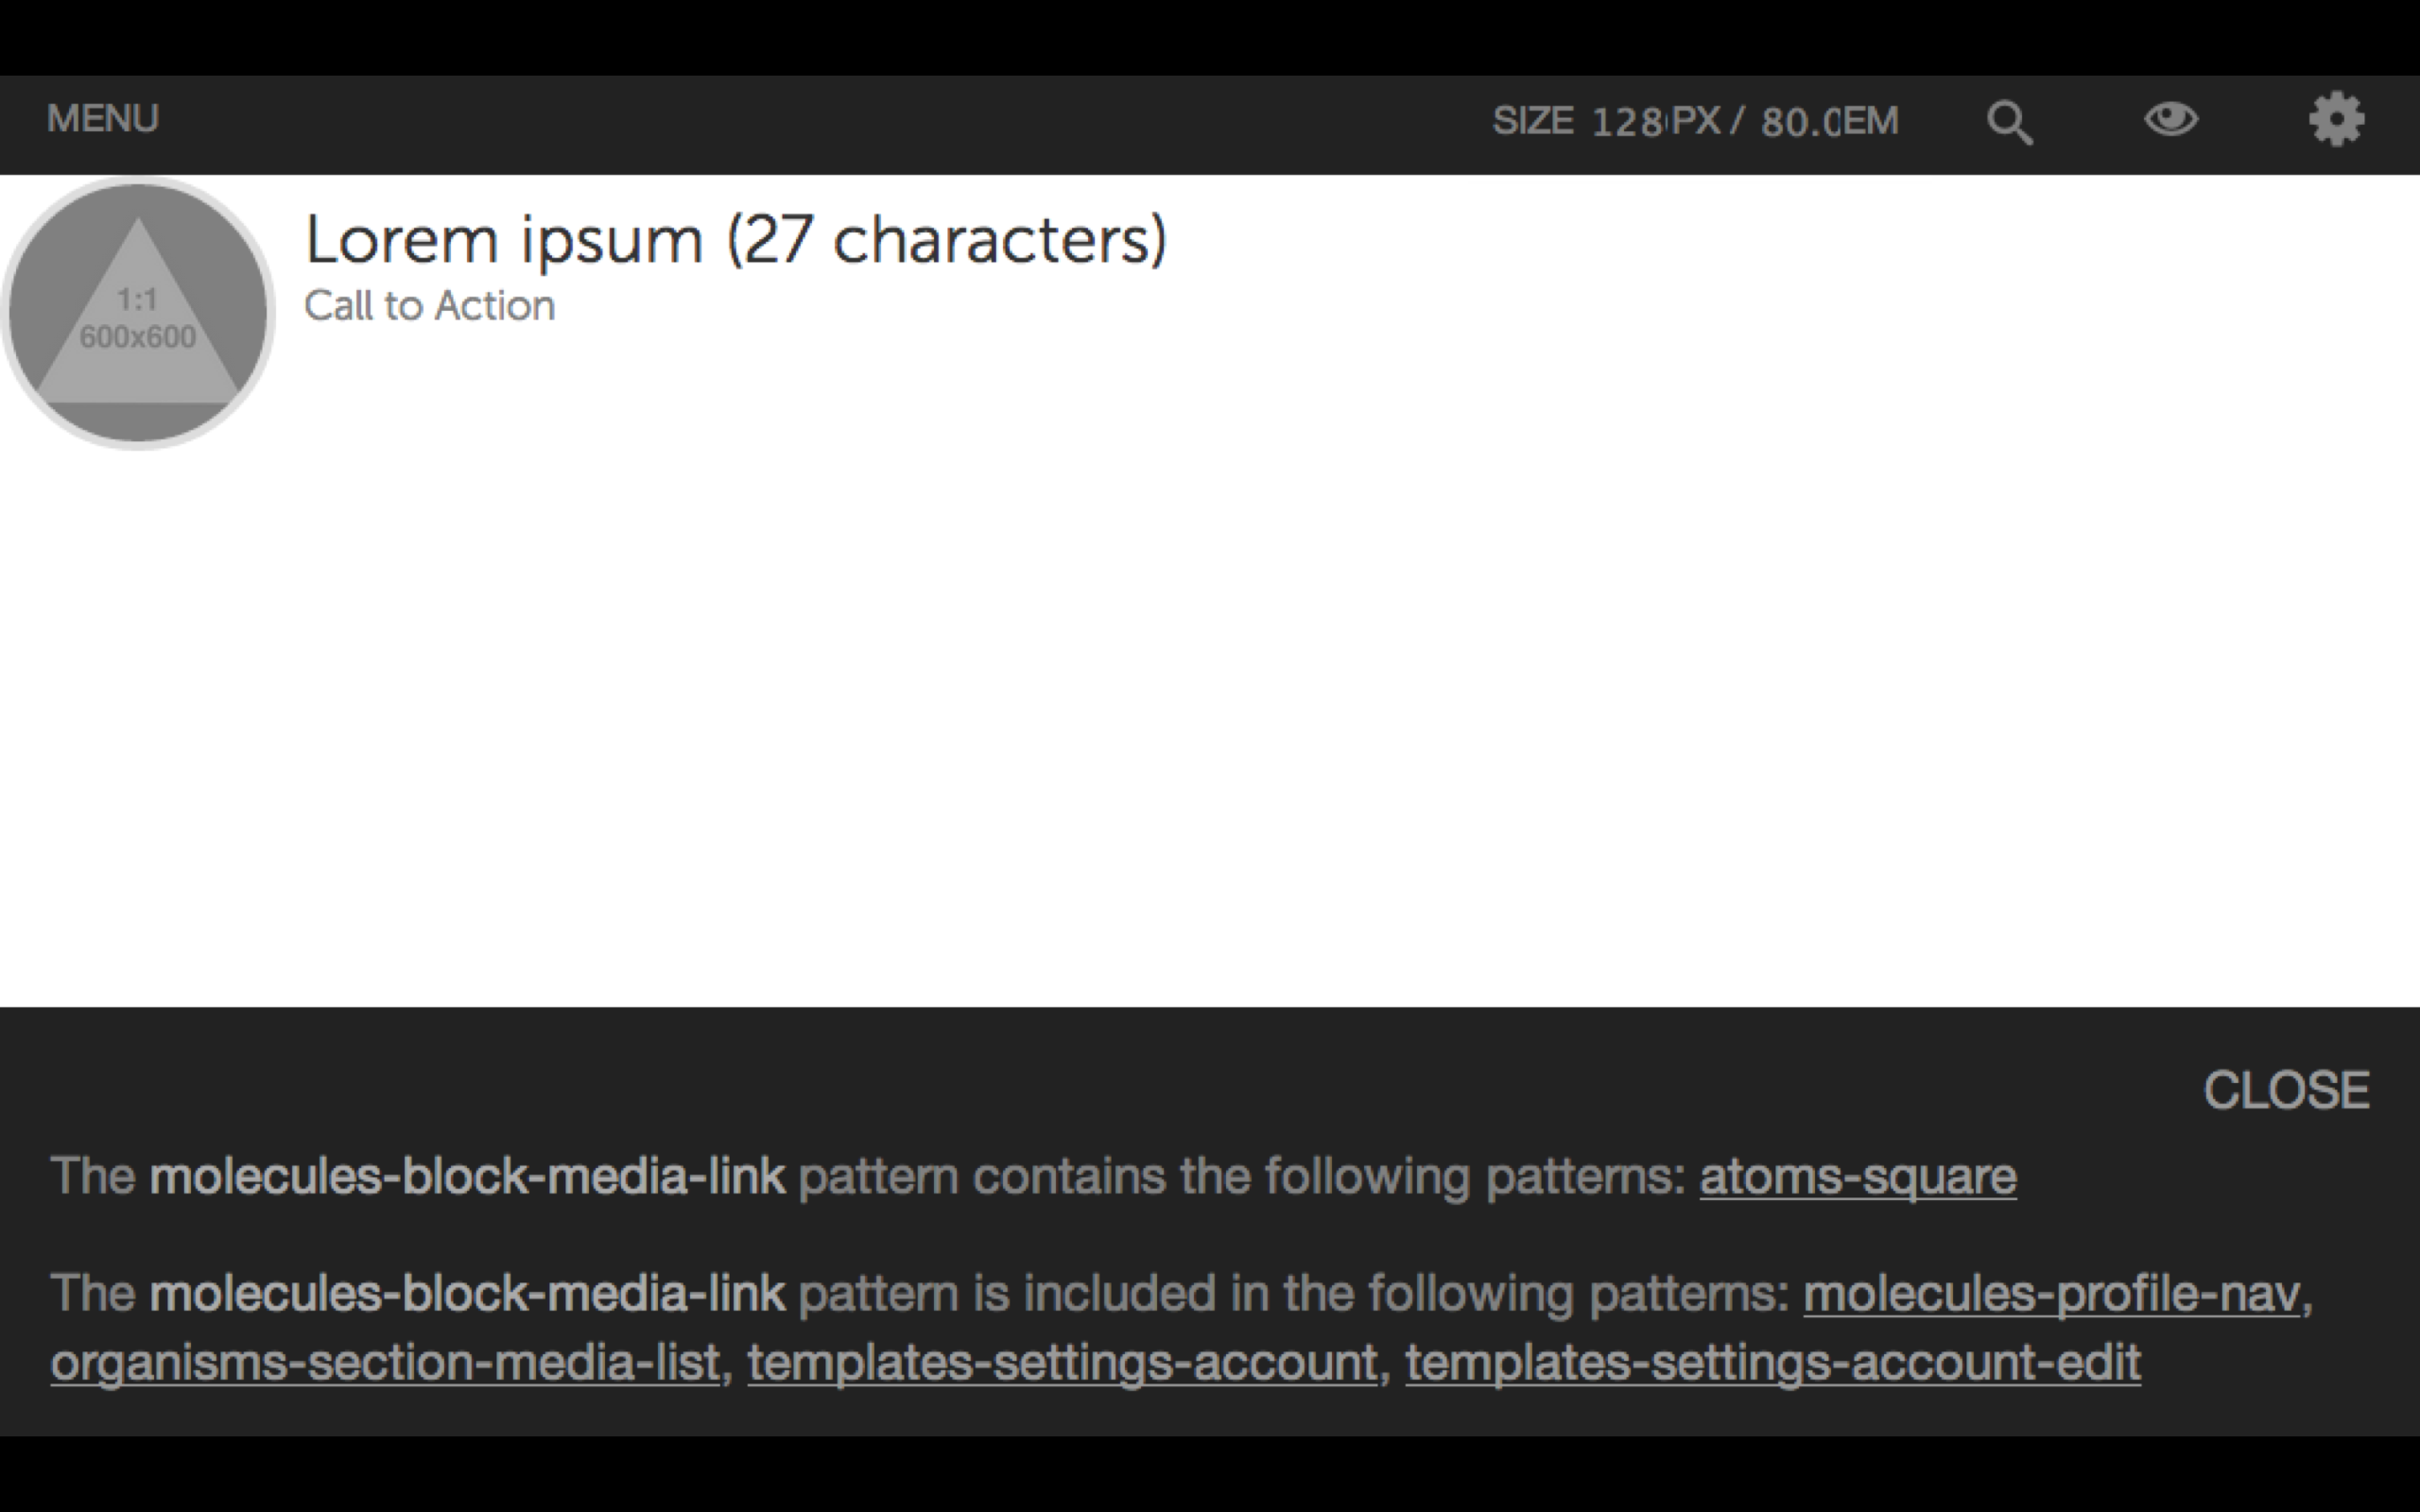 MENU
SIZE 128 PX / 80.0 EM
1:1
600x600
Lorem ipsum (27 characters)
Call to Action
CLOSE
The molecules-block-media-link pattern contains the following patterns: atoms-square
The molecules-block-media-link pattern is included in the following patterns: molecules-profile-nav,
organisms-section-media-list, templates-settings-account, templates-settings-account-edit